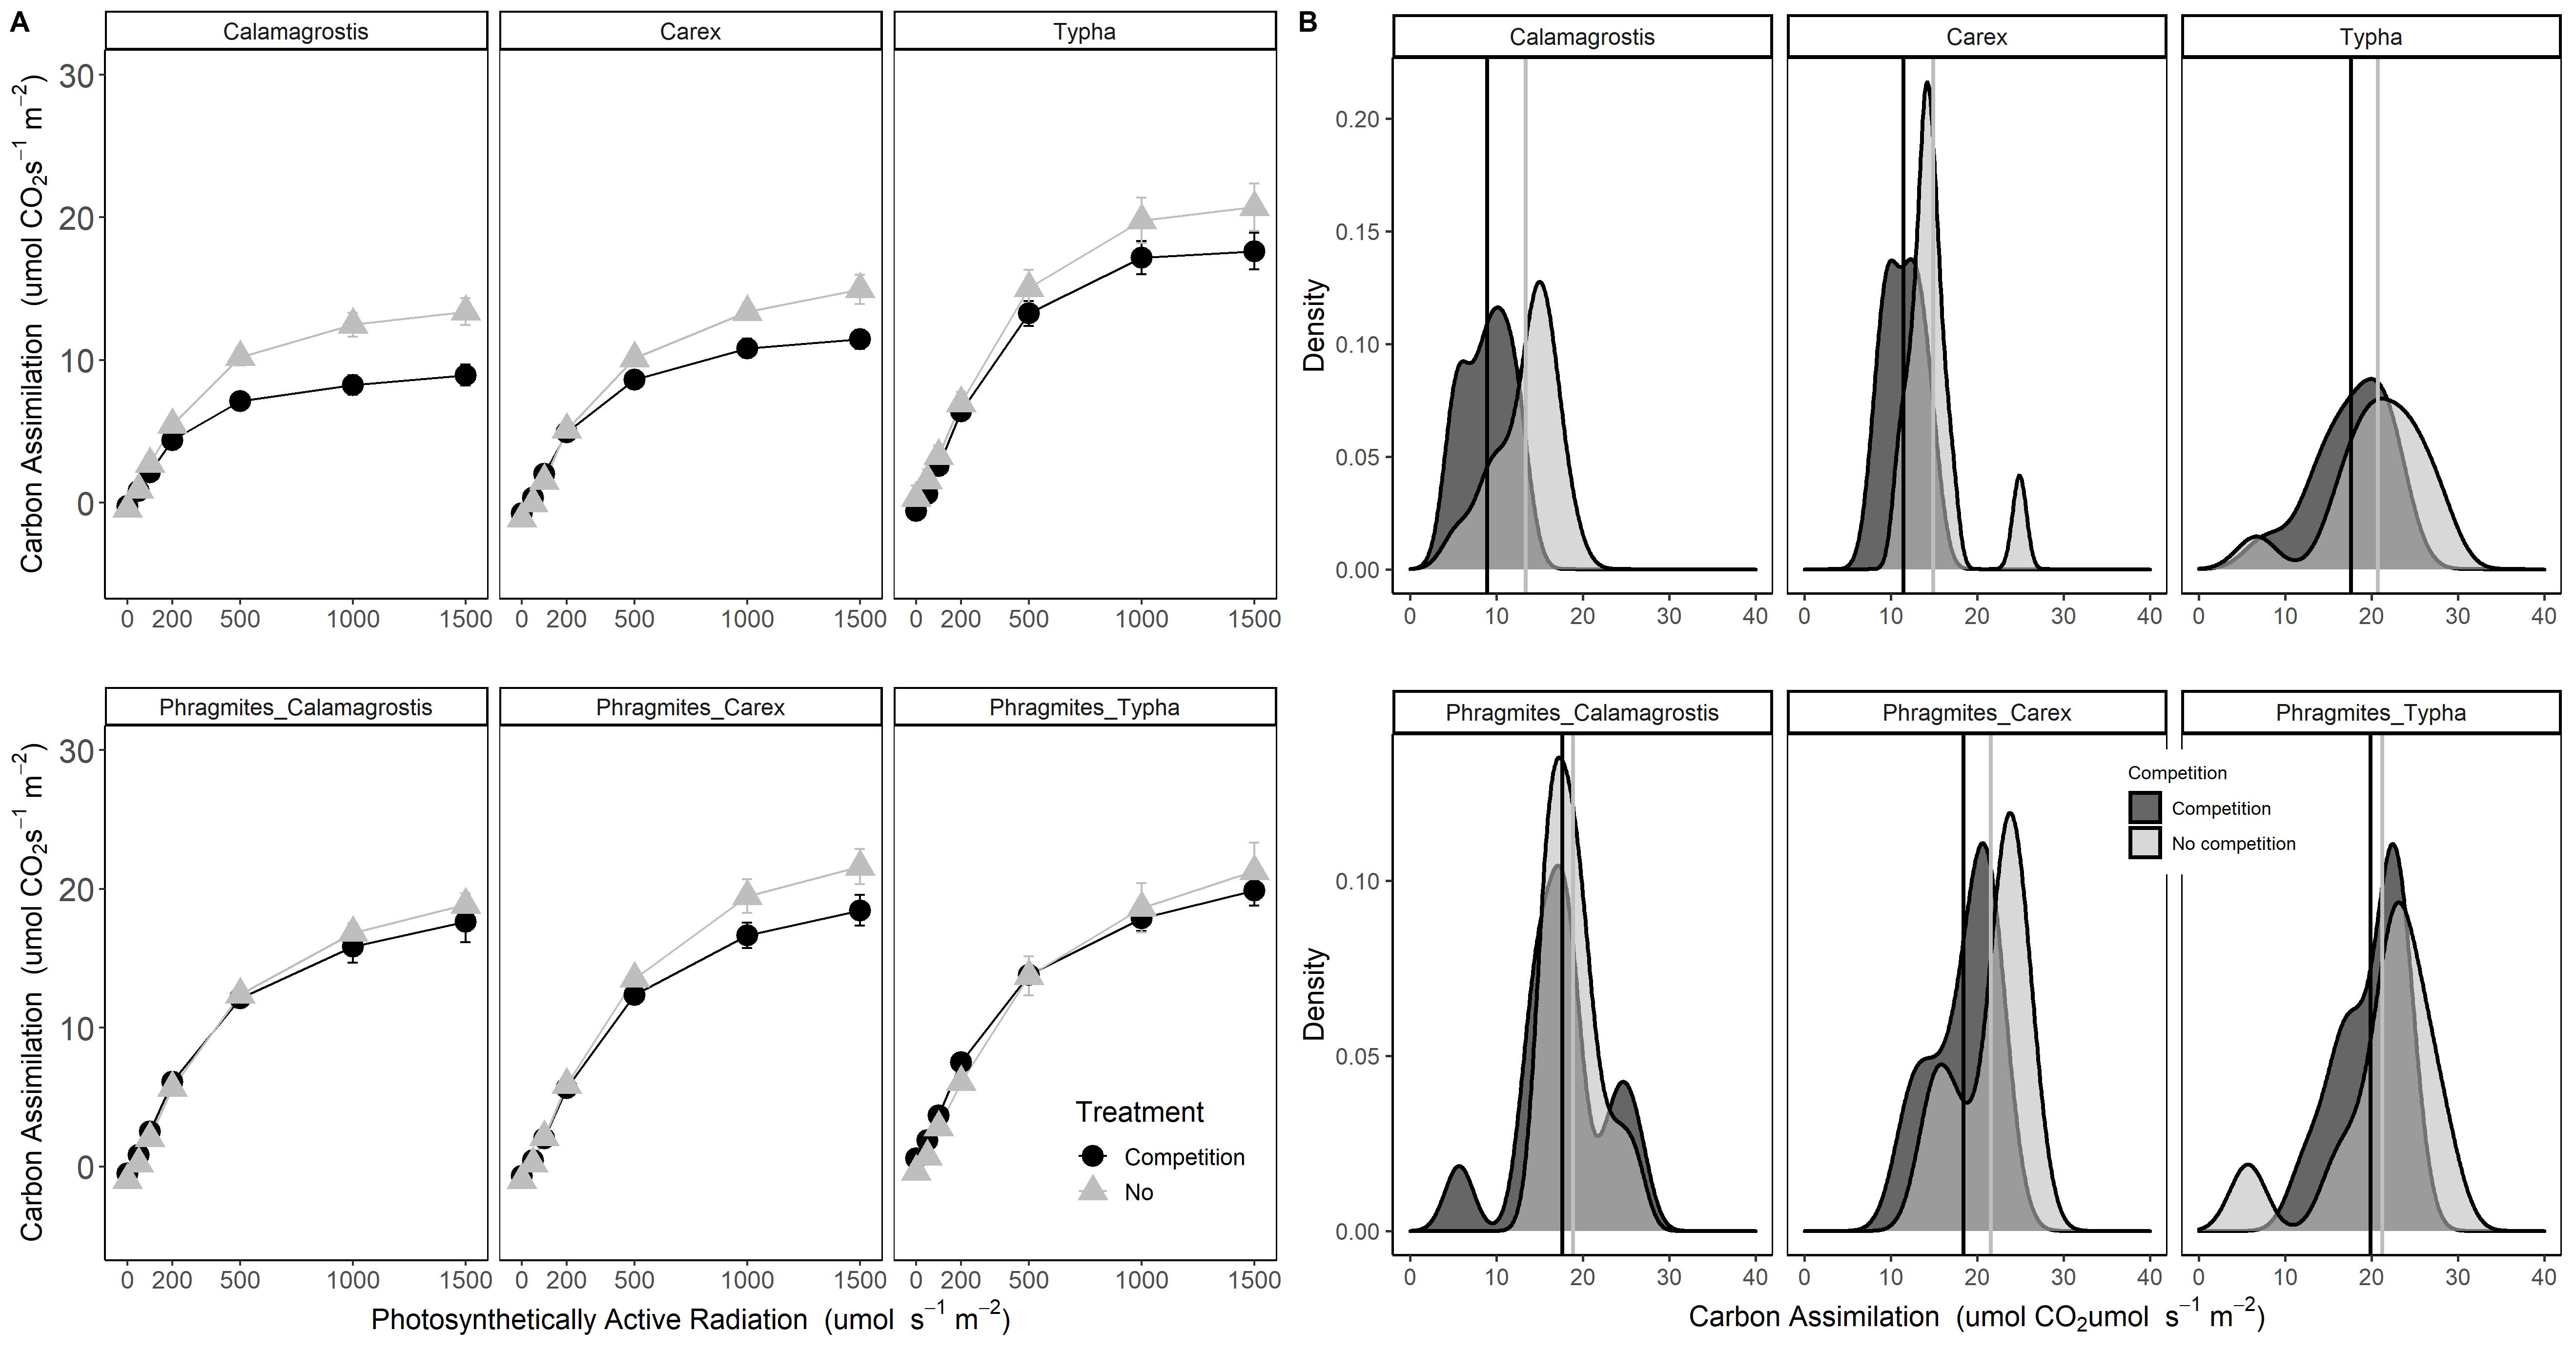 A
Calamagrostis Carex Typha
30
20
10
0
Carbon Assimilation (umol CO₂s⁻¹ m⁻²)
0 200 500 1000 1500 0 200 500 1000 1500 0 200 500 1000 1500
Phragmites_Calamagrostis Phragmites_Carex Phragmites_Typha
30
20
10
0
Carbon Assimilation (umol CO₂s⁻¹ m⁻²)
Treatment
Competition
No
0 200 500 1000 1500 0 200 500 1000 1500 0 200 500 1000 1500
Photosynthetically Active Radiation (umol s⁻¹ m⁻²)
B
Calamagrostis Carex Typha
0.20
0.15
0.10
0.05
0.00
Density
0 10 20 30 40 0 10 20 30 40 0 10 20 30 40
Phragmites_Calamagrostis Phragmites_Carex Phragmites_Typha
Competition
Competition
No competition
0.10
0.05
0.00
Density
0 10 20 30 40 0 10 20 30 40 0 10 20 30 40
Carbon Assimilation (umol CO₂umol s⁻¹ m⁻²)